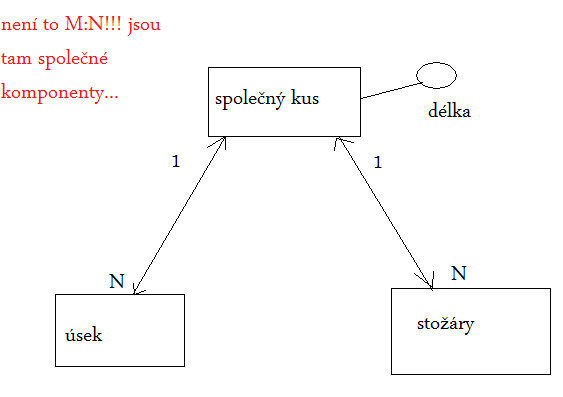 není to M:N!!! jsou
tam společné
komponenty...
společný kus
délka
1
1
N
N
úsek
stožáry